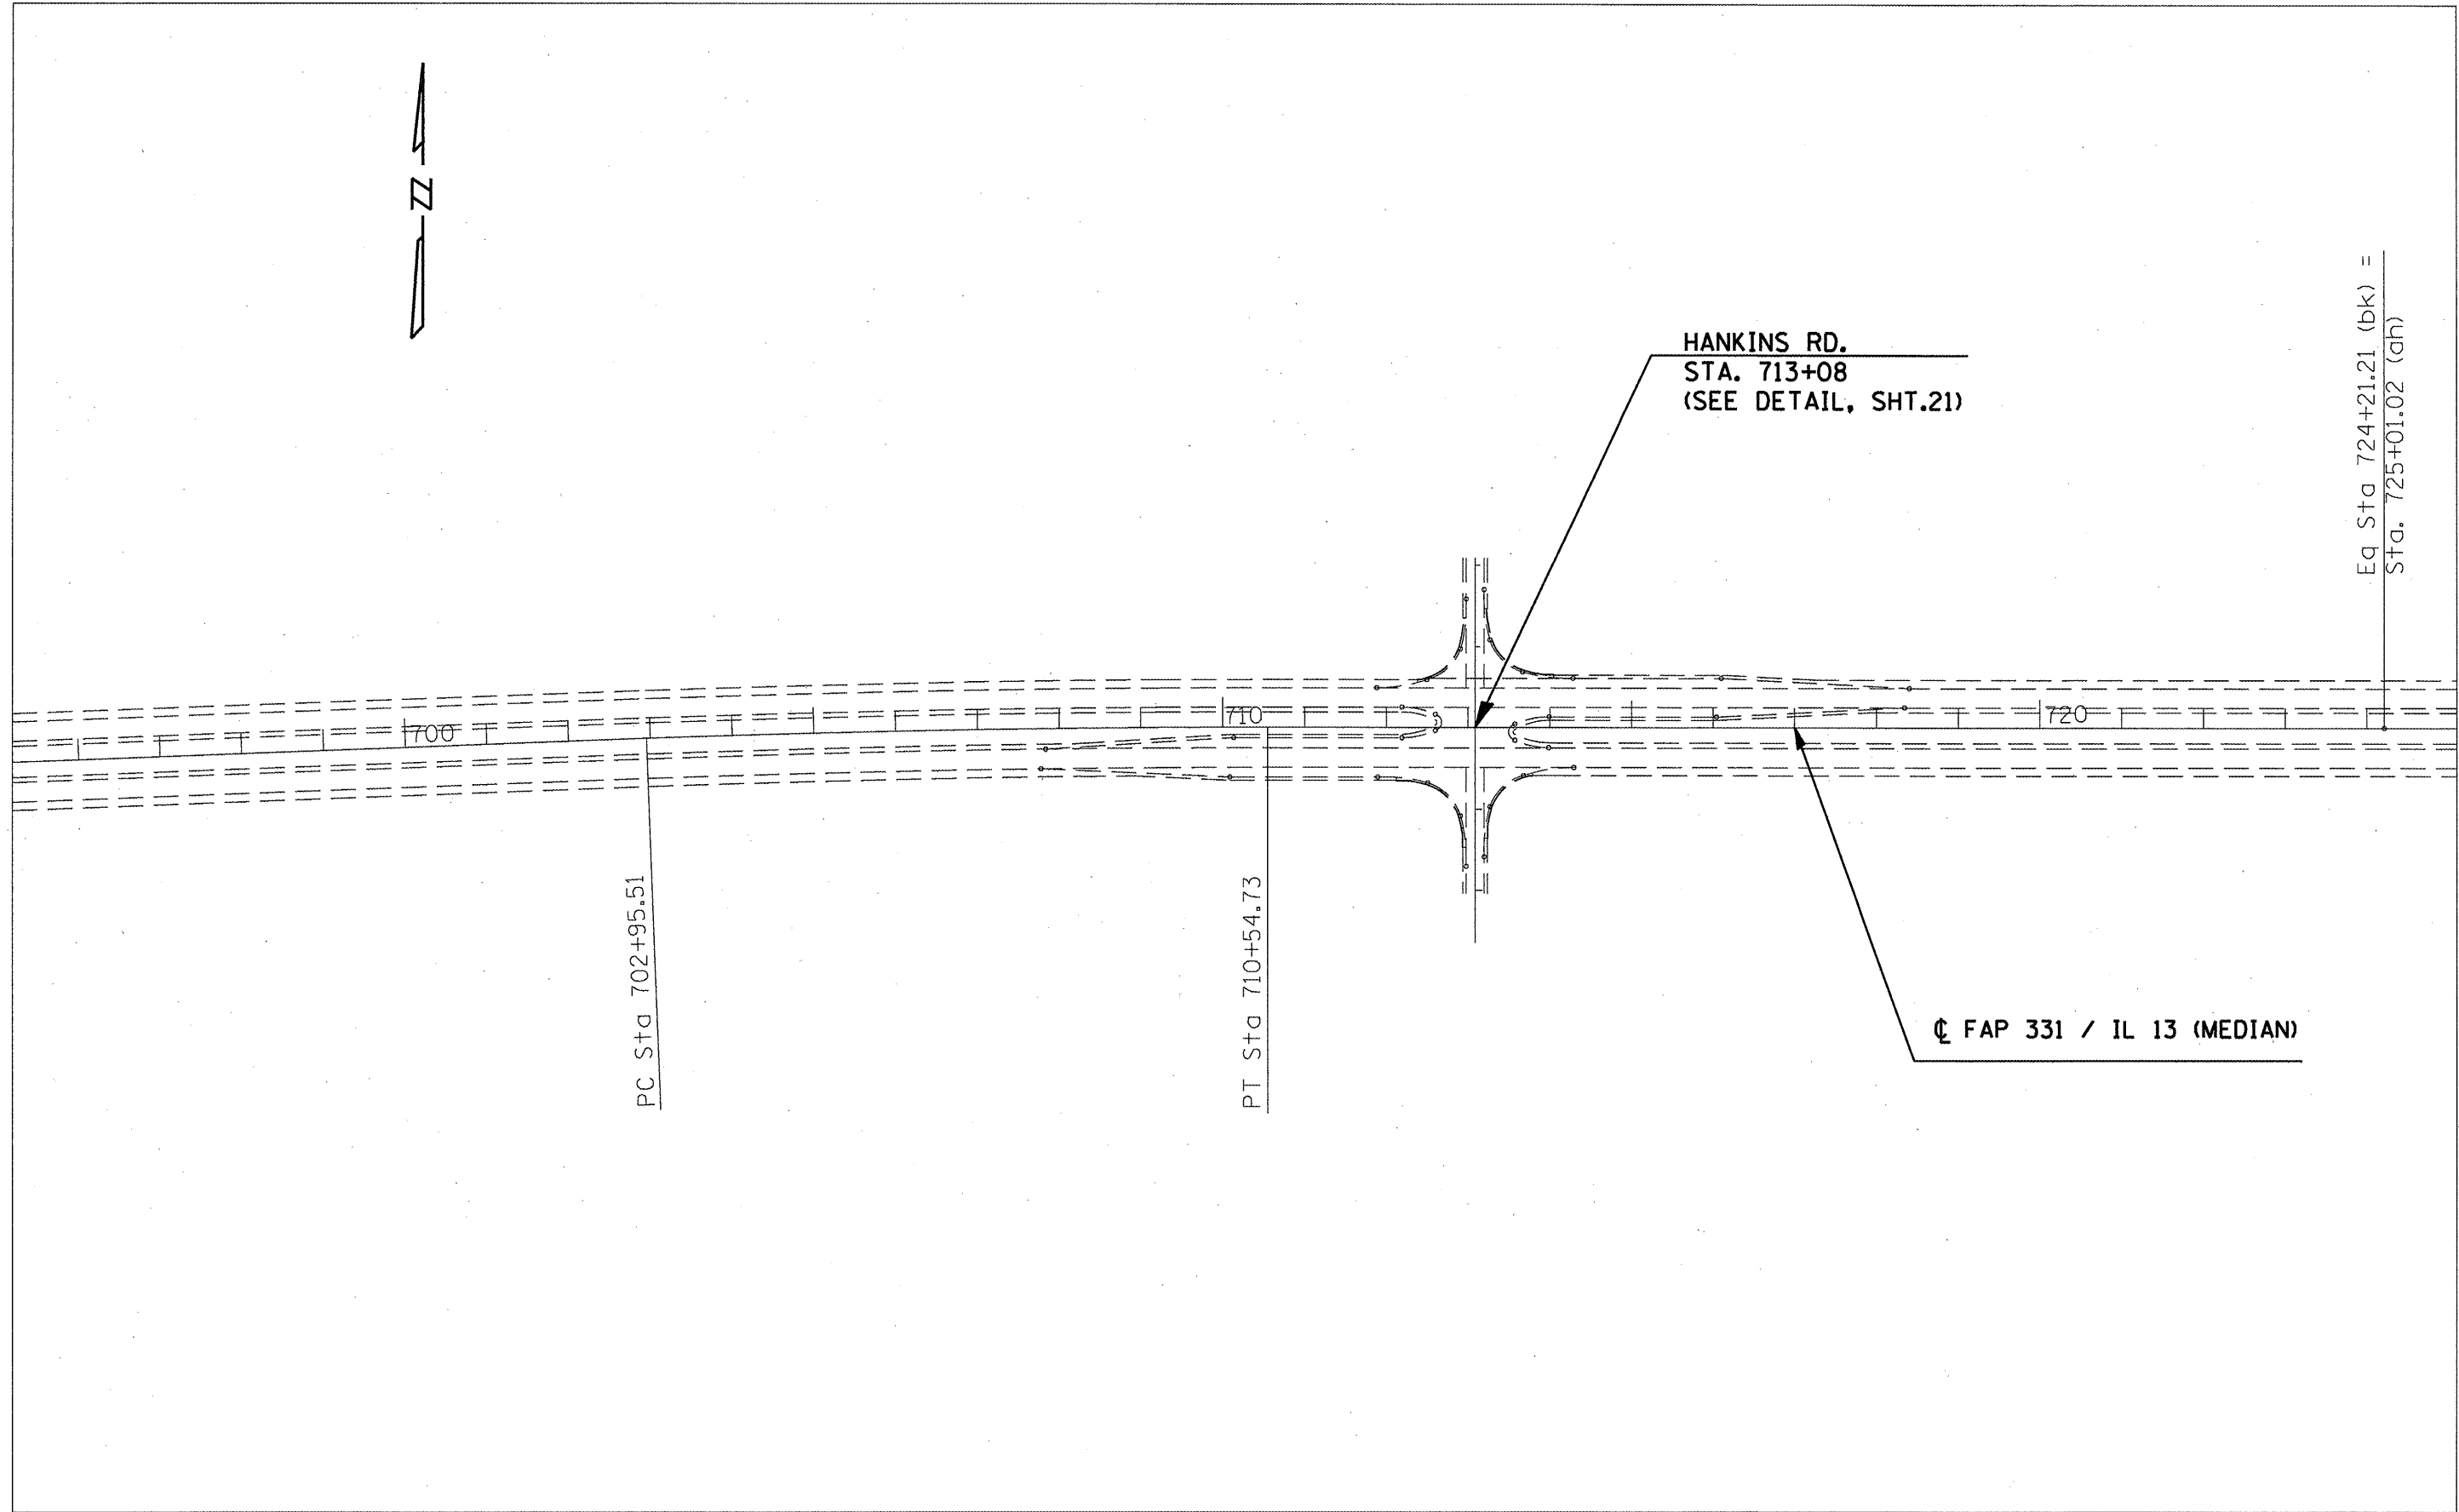 N
HANKINS RD.
STA. 713+08
(SEE DETAIL, SHT.21)
Eq Sta 724+21.21 (bk) =
Sta. 725+01.02 (ah)
700
710
720
PC Sta 702+95.51
PT Sta 710+54.73
℄ FAP 331 / IL 13 (MEDIAN)